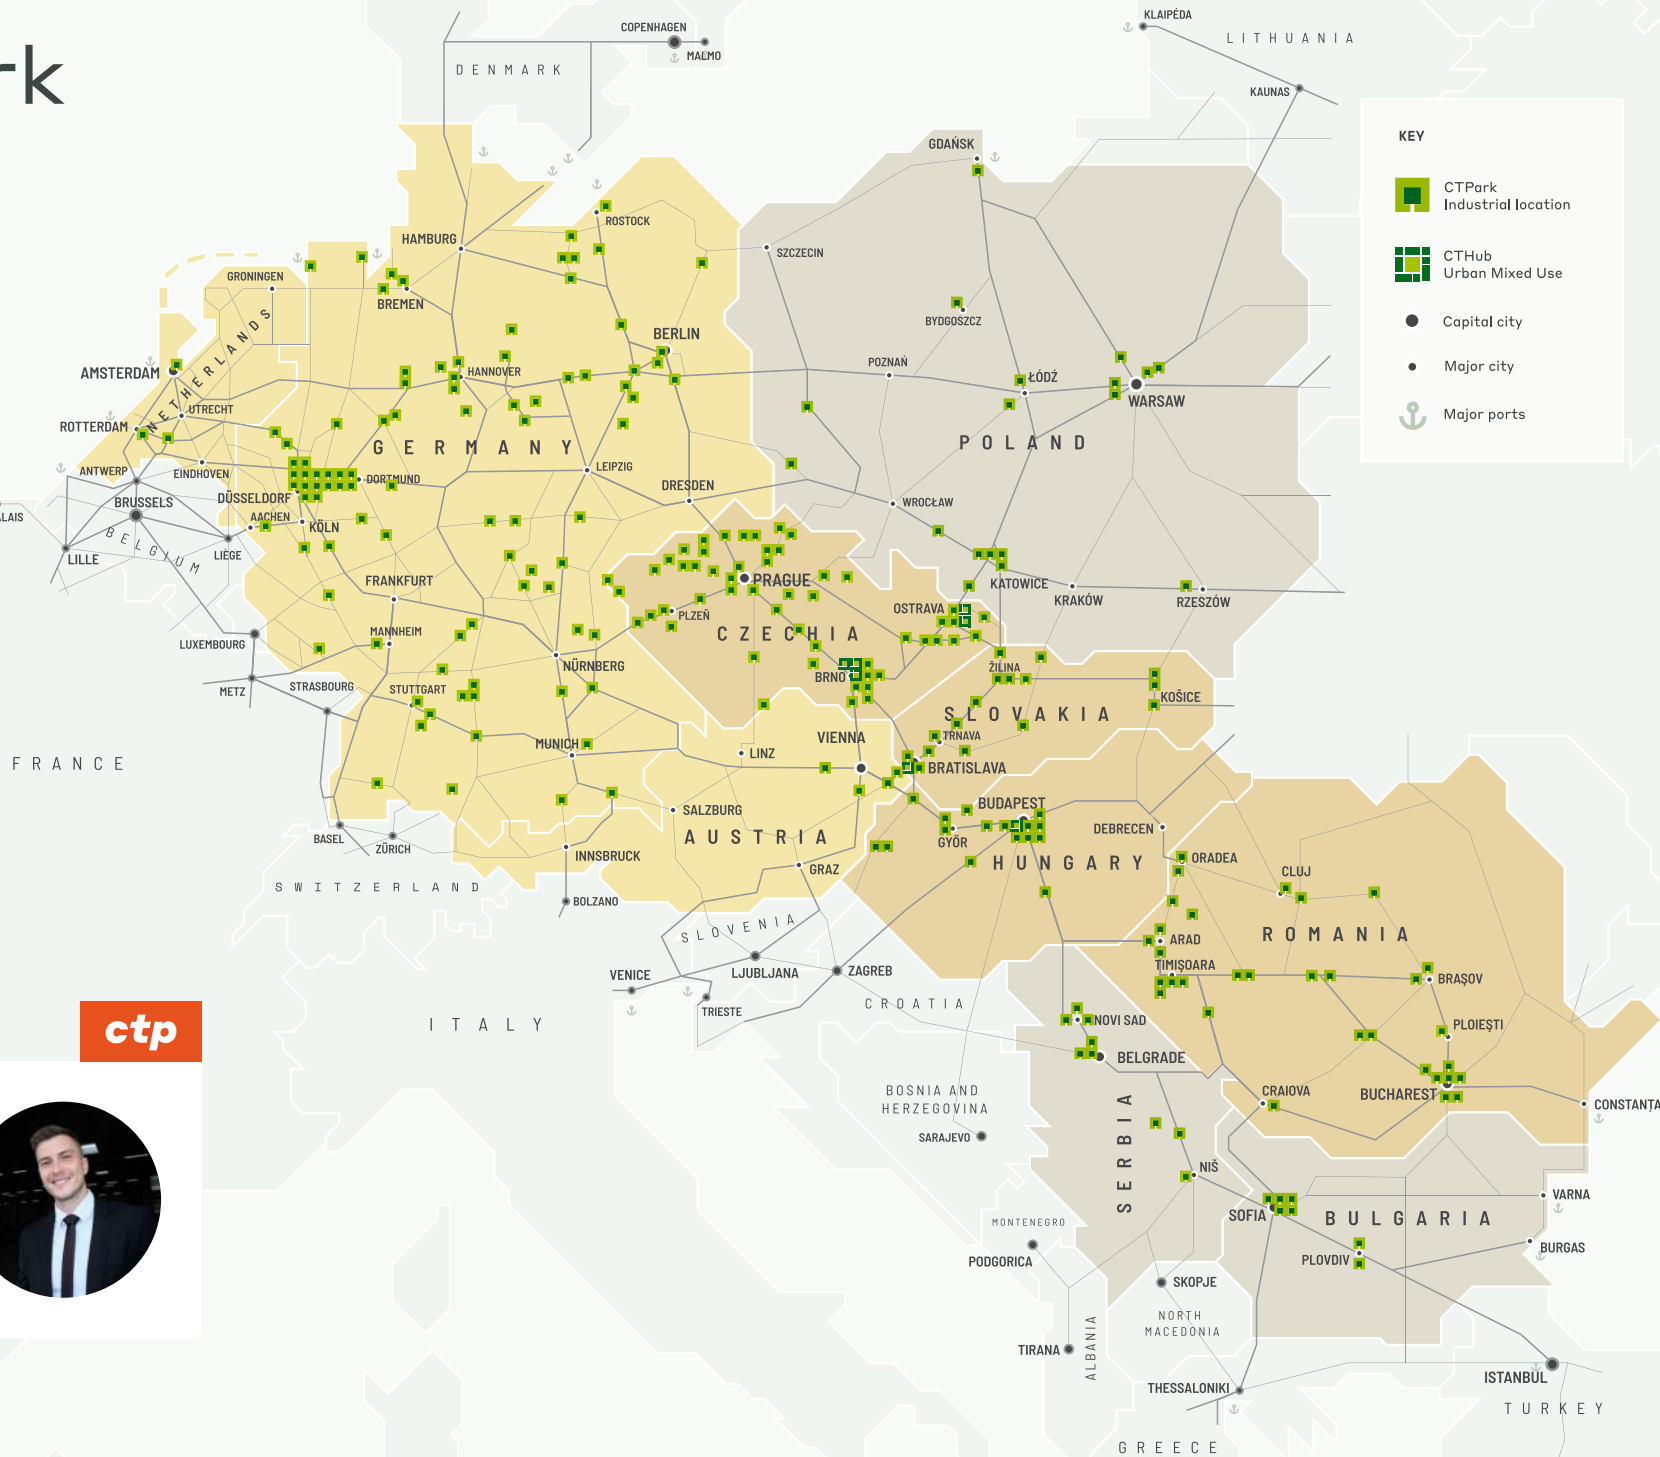 rk
COPENHAGEN
MALMO
DENMARK
KLAIPĖDA
LITHUANIA
KAUNAS
KEY
CTPark
Industrial location
CTHub
Urban Mixed Use
Capital city
Major city
Major ports
GDAŃSK
ROSTOCK
HAMBURG
SZCZECIN
GRONINGEN
BREMEN
BYDGOSZCZ
BERLIN
NETHERLANDS
AMSTERDAM
HANNOVER
POZNAŃ
ŁÓDŹ
WARSAW
UTRECHT
ROTTERDAM
GERMANY
POLAND
ANTWERP
EINDHOVEN
DORTMUND
LEIPZIG
DRESDEN
BRUSSELS
DÜSSELDORF
WROCŁAW
ALAIS
AACHEN
KÖLN
BELGIUM
LIÈGE
LILLE
FRANKFURT
PRAGUE
KATOWICE
KRAKÓW
RZESZÓW
OSTRAVA
PLZEŇ
CZECHIA
LUXEMBOURG
MANNHEIM
NÜRNBERG
ŽILINA
METZ
STRASBOURG
STUTTGART
BRNO
KOŠICE
SLOVAKIA
MUNICH
VIENNA
TRNAVA
LINZ
BRATISLAVA
FRANCE
SALZBURG
BUDAPEST
BASEL
ZÜRICH
AUSTRIA
GYŐR
DEBRECEN
INNSBRUCK
HUNGARY
ORADEA
GRAZ
CLUJ
SWITZERLAND
BOLZANO
SLOVENIA
ROMANIA
ARAD
TIMIȘOARA
VENICE
LJUBLJANA
ZAGREB
BRAȘOV
CROATIA
TRIESTE
ITALY
ctp
NOVI SAD
PLOIEȘTI
BELGRADE
BOSNIA AND
HERZEGOVINA
CRAIOVA
BUCHAREST
CONSTANȚA
SARAJEVO
SERBIA
NIŠ
VARNA
SOFIA
BULGARIA
MONTENEGRO
PODGORICA
PLOVDIV
BURGAS
SKOPJE
NORTH
MACEDONIA
ALBANIA
TIRANA
THESSALONIKI
ISTANBUL
TURKEY
GREECE